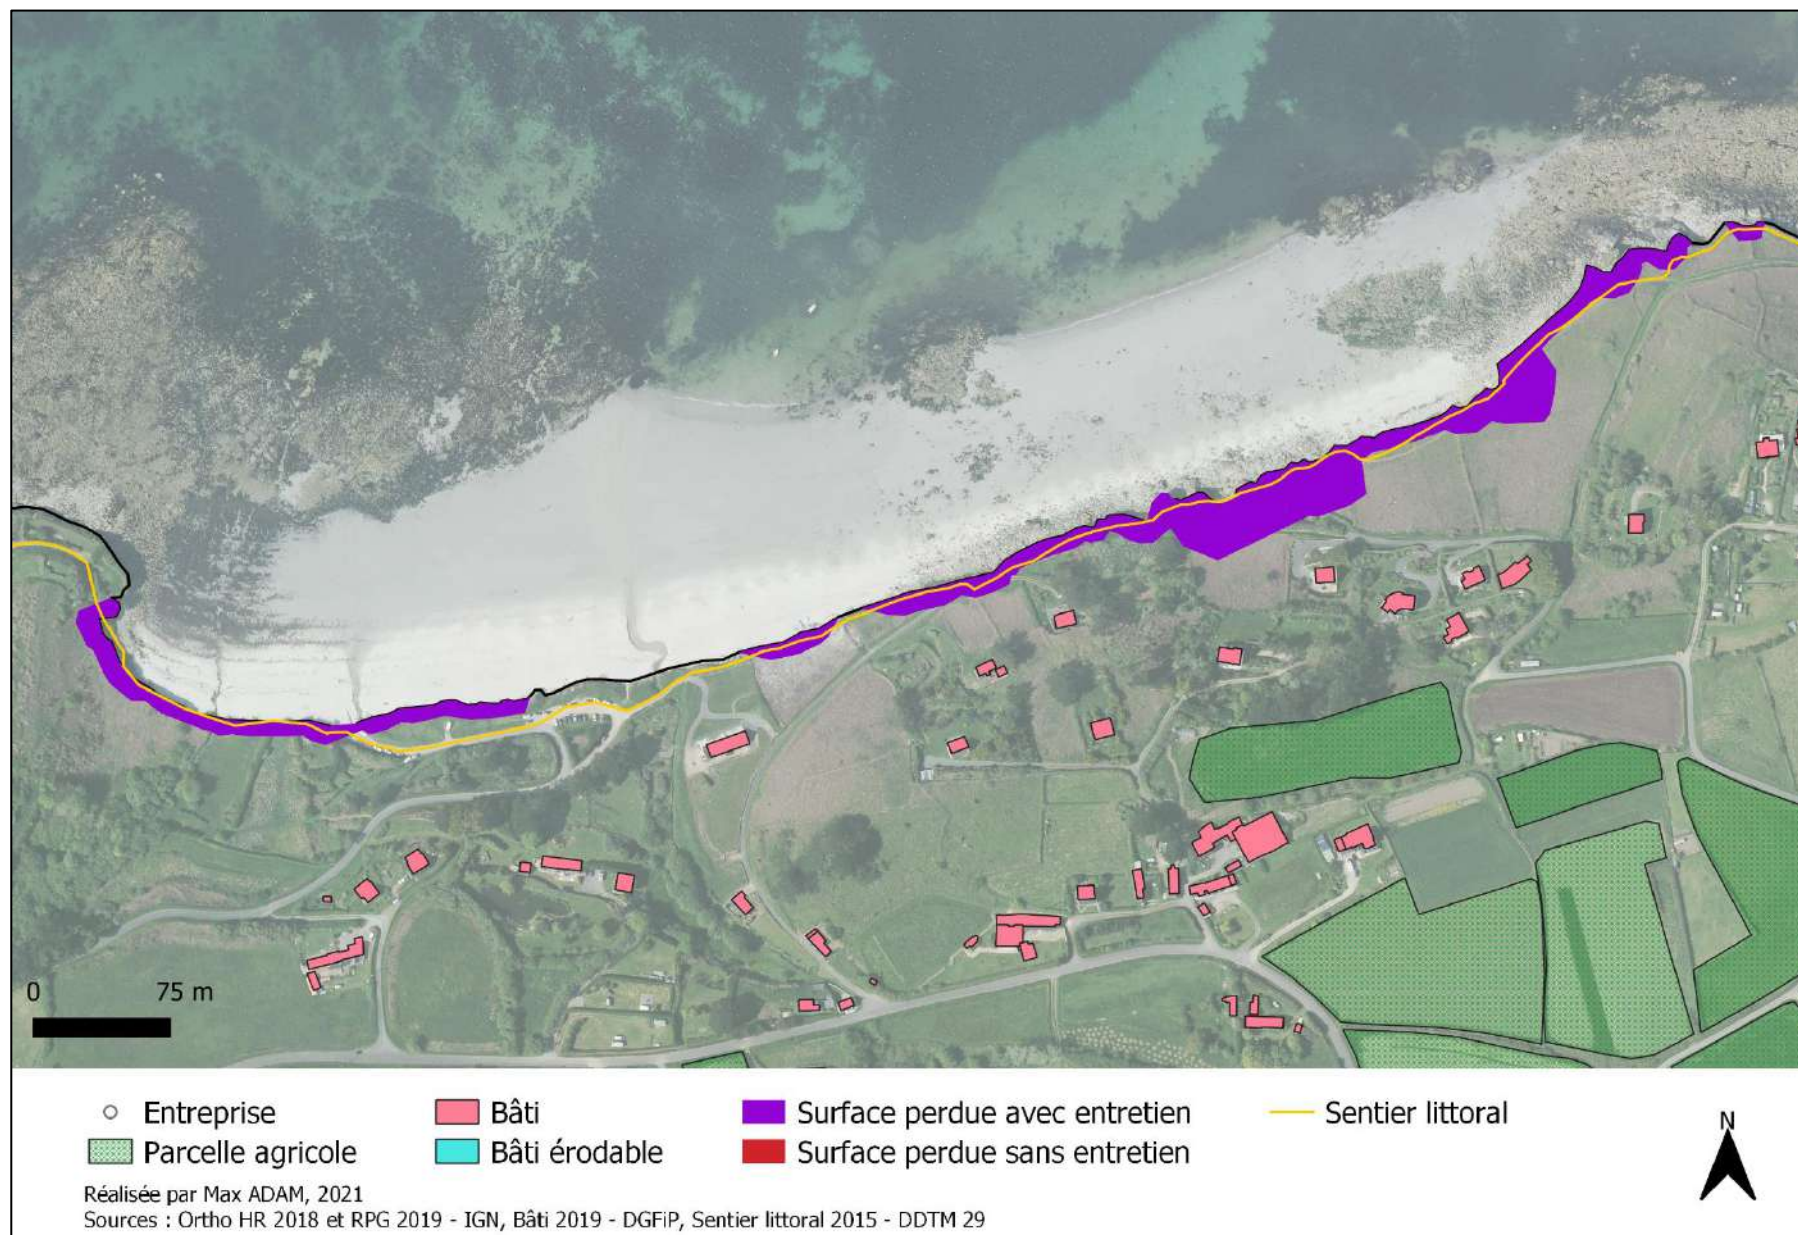 0 75 m
Entreprise Bâti Surface perdue avec entretien Sentier littoral N
Parcelle agricole Bâti érodable Surface perdue sans entretien
Réalisée par Max ADAM, 2021
Sources : Ortho HR 2018 et RPG 2019 - IGN, Bâti 2019 - DGFiP, Sentier littoral 2015 - DDTM 29